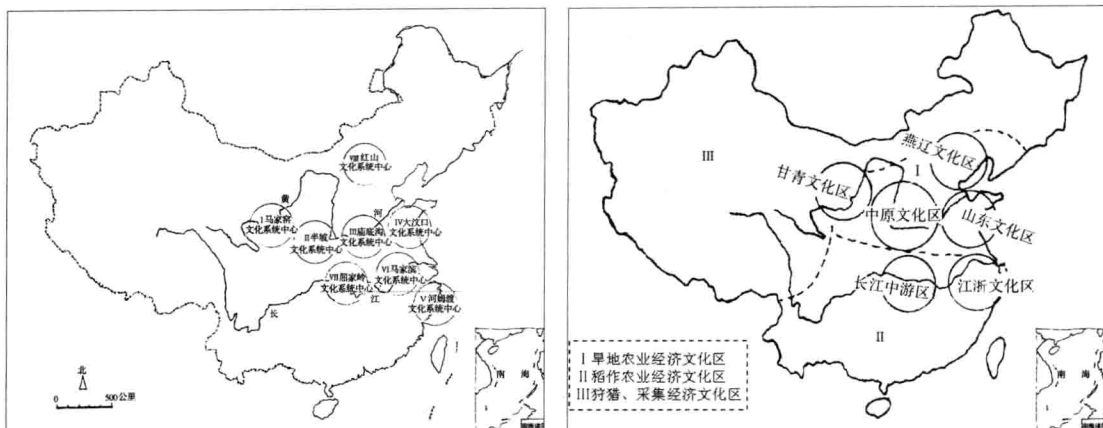 Ⅷ红山
文化系统中心
黄
河
Ⅰ马家窑
文化系统中心
Ⅱ半坡
文化系统中心
Ⅲ庙底沟
文化系统中心
Ⅳ大汶口
文化系统中心
Ⅶ屈家岭
文化系统中心
Ⅵ马家滨
文化系统中心
Ⅴ河姆渡
文化系统中心
长
江
北
0 500公里
南 海
燕辽文化区
Ⅰ
Ⅲ
甘青文化区
中原文化区
山东文化区
长江中游区
江浙文化区
Ⅱ
Ⅰ旱地农业经济文化区
Ⅱ稻作农业经济文化区
Ⅲ狩猎、采集经济文化区
南 海